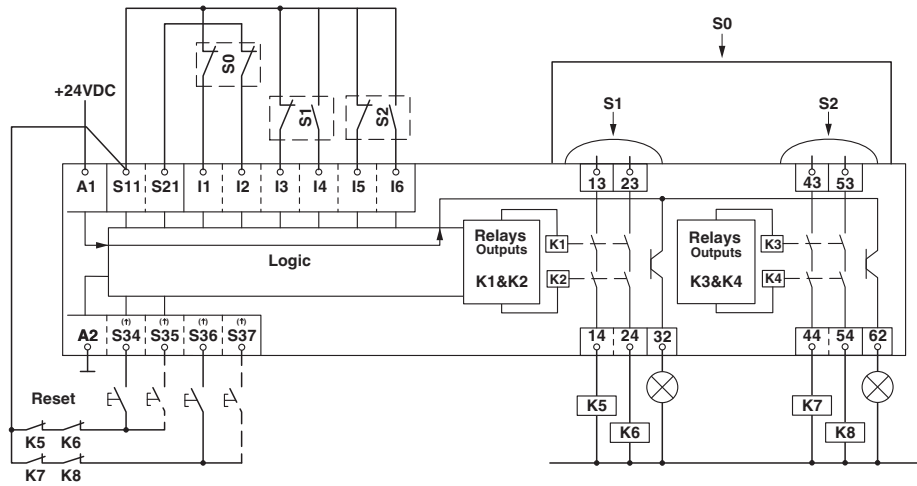 S0
+24VDC
S0
S1
S2
S1
S2
A1 S11 S21 I1 I2 I3 I4 I5 I6
13 23
43 53
Logic
Relays
Outputs
K1&K2
K1
K2
Relays
Outputs
K3&K4
K3
K4
A2 S34 S35 S36 S37
(↑) (↑) (↑) (↑)
14 24 32
44 54 62
Reset
K5 K6
K7 K8
K5
K6
K7
K8